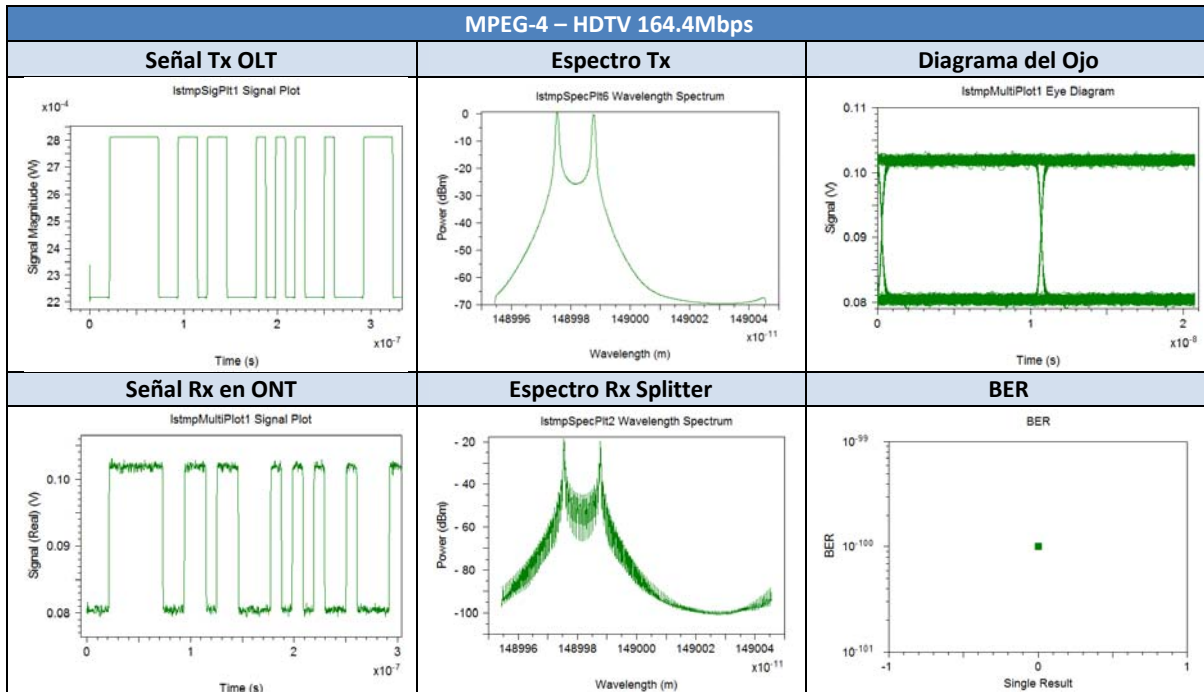 MPEG-4 – HDTV 164.4Mbps
Señal Tx OLT
Espectro Tx
Diagrama del Ojo
lstmpSigPlt1 Signal Plot
x10⁻⁴
28
27
26
25
24
23
22
Signal Magnitude (W)
0
1
2
3
x10⁻⁷
Time (s)
lstmpSpecPlt6 Wavelength Spectrum
0
-10
-20
-30
-40
-50
-60
-70
Power (dBm)
148996
148998
149000
149002
149004
x10⁻¹¹
Wavelength (m)
lstmpMultiPlot1 Eye Diagram
0.11
0.10
0.09
0.08
Signal (V)
0
1
2
x10⁻⁸
Time (s)
Señal Rx en ONT
Espectro Rx Splitter
BER
lstmpMultiPlot1 Signal Plot
0.10
0.09
0.08
Signal (Real) (V)
0
1
2
3
x10⁻⁷
Time (s)
lstmpSpecPlt2 Wavelength Spectrum
- 20
- 40
- 60
- 80
-100
Power (dBm)
148996
148998
149000
149002
149004
x10⁻¹¹
Wavelength (m)
BER
10⁻⁹⁹
10⁻¹⁰⁰
10⁻¹⁰¹
BER
-1
0
1
Single Result